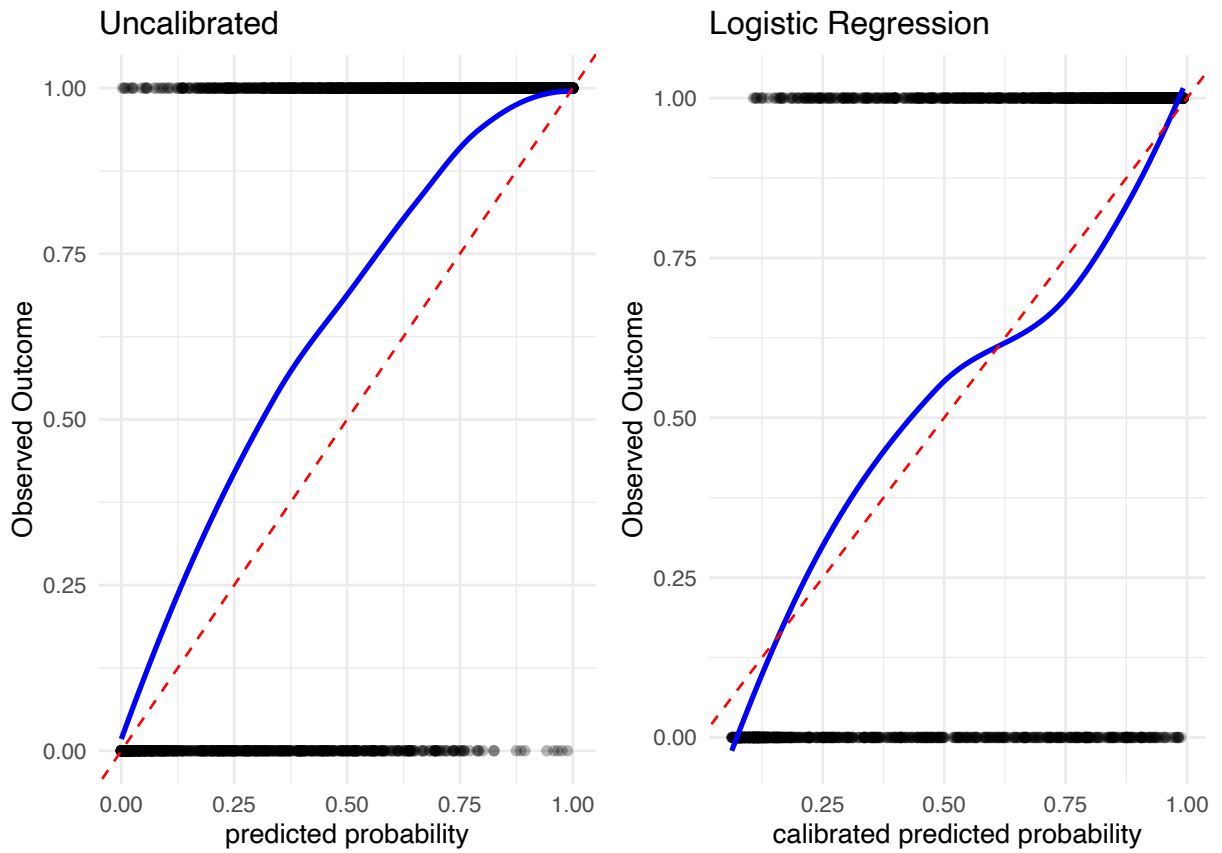 Uncalibrated
1.00
0.75
0.50
0.25
0.00
Observed Outcome
0.00 0.25 0.50 0.75 1.00
predicted probability
Logistic Regression
1.00
0.75
0.50
0.25
0.00
Observed Outcome
0.25 0.50 0.75 1.00
calibrated predicted probability